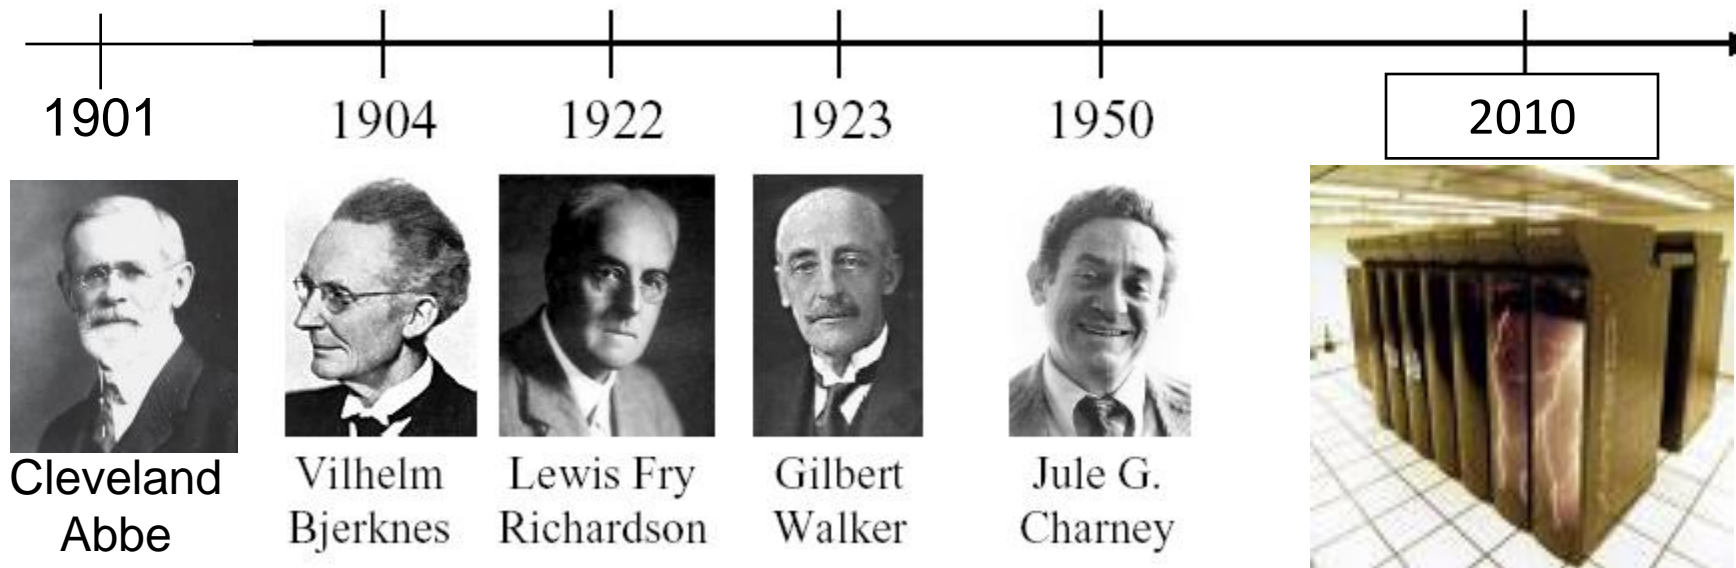 1901
1904
1922
1923
1950
2010
Cleveland
Abbe
Vilhelm
Bjerknes
Lewis Fry
Richardson
Gilbert
Walker
Jule G.
Charney